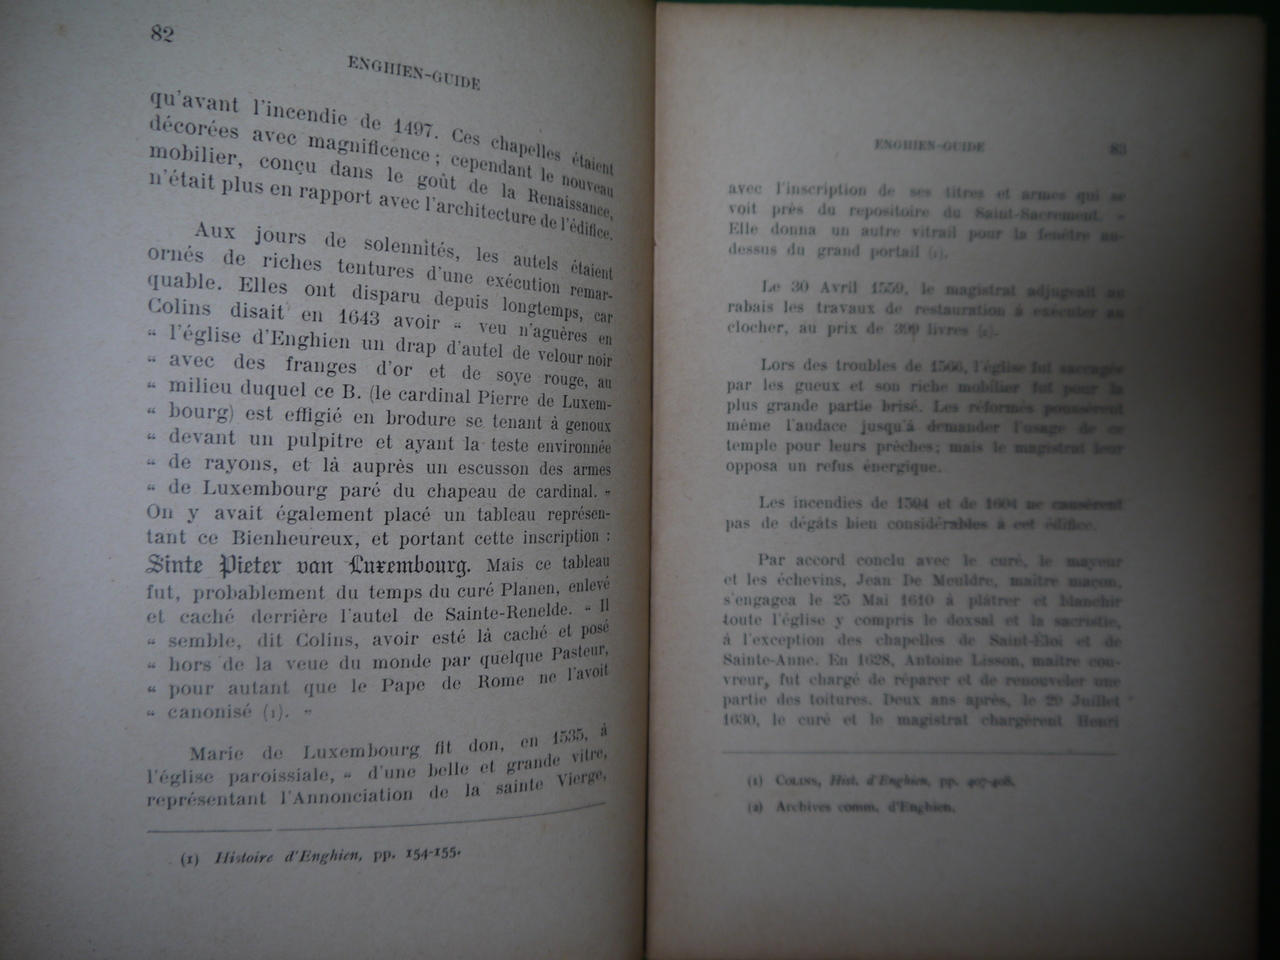 82
ENGHIEN-GUIDE
qu'avant l'incendie de 1497. Ces chapelles étaient
décorées avec magnificence ; cependant le nouveau
mobilier, conçu dans le goût de la Renaissance,
n'était plus en rapport avec l'architecture de l'édifice.
Aux jours de solennités, les autels étaient
ornés de riches tentures d'une exécution remar-
quable. Elles ont disparu depuis longtemps, car
Colins disait en 1643 avoir “ veu n'aguères en
“ l'église d'Enghien un drap d'autel de velour noir
“ avec des franges d'or et de soye rouge, au
“ milieu duquel ce B. (le cardinal Pierre de Luxem-
“ bourg) est effigié en brodure se tenant à genoux
“ devant un pulpitre et ayant la teste environnée
“ de rayons, et là auprès un escusson des armes
“ de Luxembourg paré du chapeau de cardinal. „
On y avait également placé un tableau représen-
tant ce Bienheureux, et portant cette inscription :
Sinte Pieter van Luxembourg. Mais ce tableau
fut, probablement du temps du curé Planen, enlevé
et caché derrière l'autel de Sainte-Renelde. “ Il
“ semble, dit Colins, avoir esté là caché et posé
“ hors de la veue du monde par quelque Pasteur,
“ pour autant que le Pape de Rome ne l'avoit
“ canonisé (1). „
Marie de Luxembourg fit don, en 1535, à
l'église paroissiale, “ d'une belle et grande vitre,
représentant l'Annonciation de la sainte Vierge,
(1) Histoire d'Enghien, pp. 154-155.
ENGHIEN-GUIDE
83
avec l'inscription de ses titres et armes qui se
voit près du repositoire du Saint-Sacrement. „
Elle donna un autre vitrail pour la fenêtre au-
dessus du grand portail (1).
Le 30 Avril 1559, le magistrat adjugeait au
rabais les travaux de restauration à exécuter au
clocher, au prix de 399 livres (2).
Lors des troubles de 1566, l'église fut saccagée
par les gueux et son riche mobilier fut pour la
plus grande partie brisé. Les réformés poussèrent
même l'audace jusqu'à demander l'usage de ce
temple pour leurs prêches; mais le magistrat leur
opposa un refus énergique.
Les incendies de 1594 et de 1604 ne causèrent
pas de dégâts bien considérables à cet édifice.
Par accord conclu avec le curé, le mayeur
et les échevins, Jean De Meuldre, maître maçon,
s'engagea le 25 Mai 1610 à plâtrer et blanchir
toute l'église y compris le doxsal et la sacristie,
à l'exception des chapelles de Saint-Eloi et de
Sainte-Anne. En 1628, Antoine Lisson, maître cou-
vreur, fut chargé de réparer et de renouveler une
partie des toitures. Deux ans après, le 29 Juillet
1630, le curé et le magistrat chargèrent Henri
(1) COLINS, Hist. d'Enghien, pp. 407-408.
(2) Archives comm. d'Enghien.